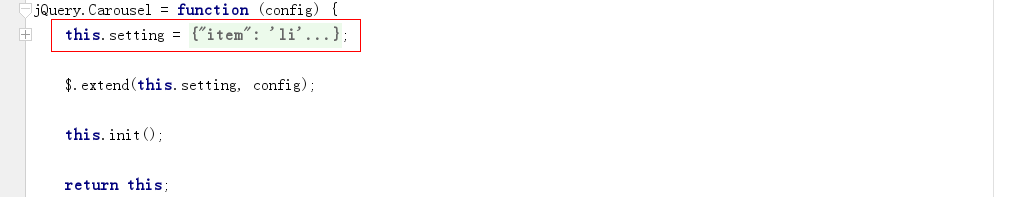 jQuery.Carousel = function (config) {
this.setting = {"item": 'li'...};
$.extend(this.setting, config);
this.init();
return this;